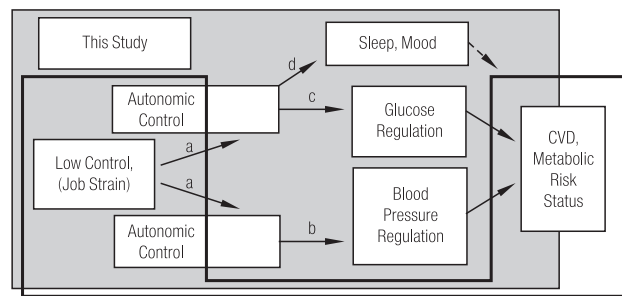 This Study
Sleep, Mood
d
Autonomic
Control
c
Glucose
Regulation
CVD,
Metabolic
Risk
Status
Low Control,
(Job Strain)
a
a
Blood
Pressure
Regulation
Autonomic
Control
b